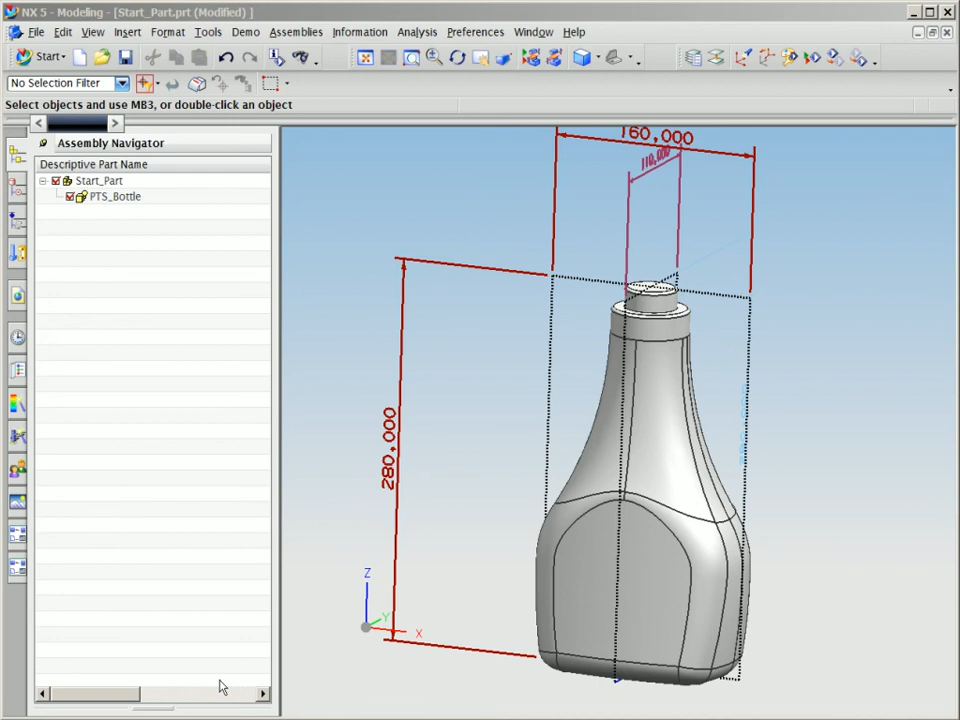 NX 5 - Modeling - [Start_Part.prt (Modified) ]
File Edit View Insert Format Tools Demo Assemblies Information Analysis Preferences Window Help
Start
No Selection Filter
Select objects and use MB3, or double-click an object
Assembly Navigator
Descriptive Part Name
Start_Part
PTS_Bottle
160,000
110,000
280,000
Z
Y
X